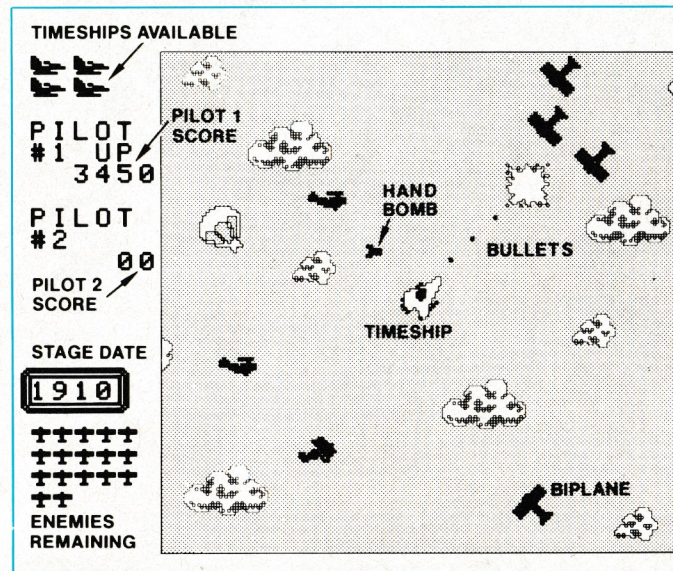 TIMESHIPS AVAILABLE
PILOT
#1 UP
3450
PILOT 1
SCORE
PILOT
#2
00
PILOT 2
SCORE
STAGE DATE
1910
ENEMIES
REMAINING
HAND
BOMB
BULLETS
TIMESHIP
BIPLANE